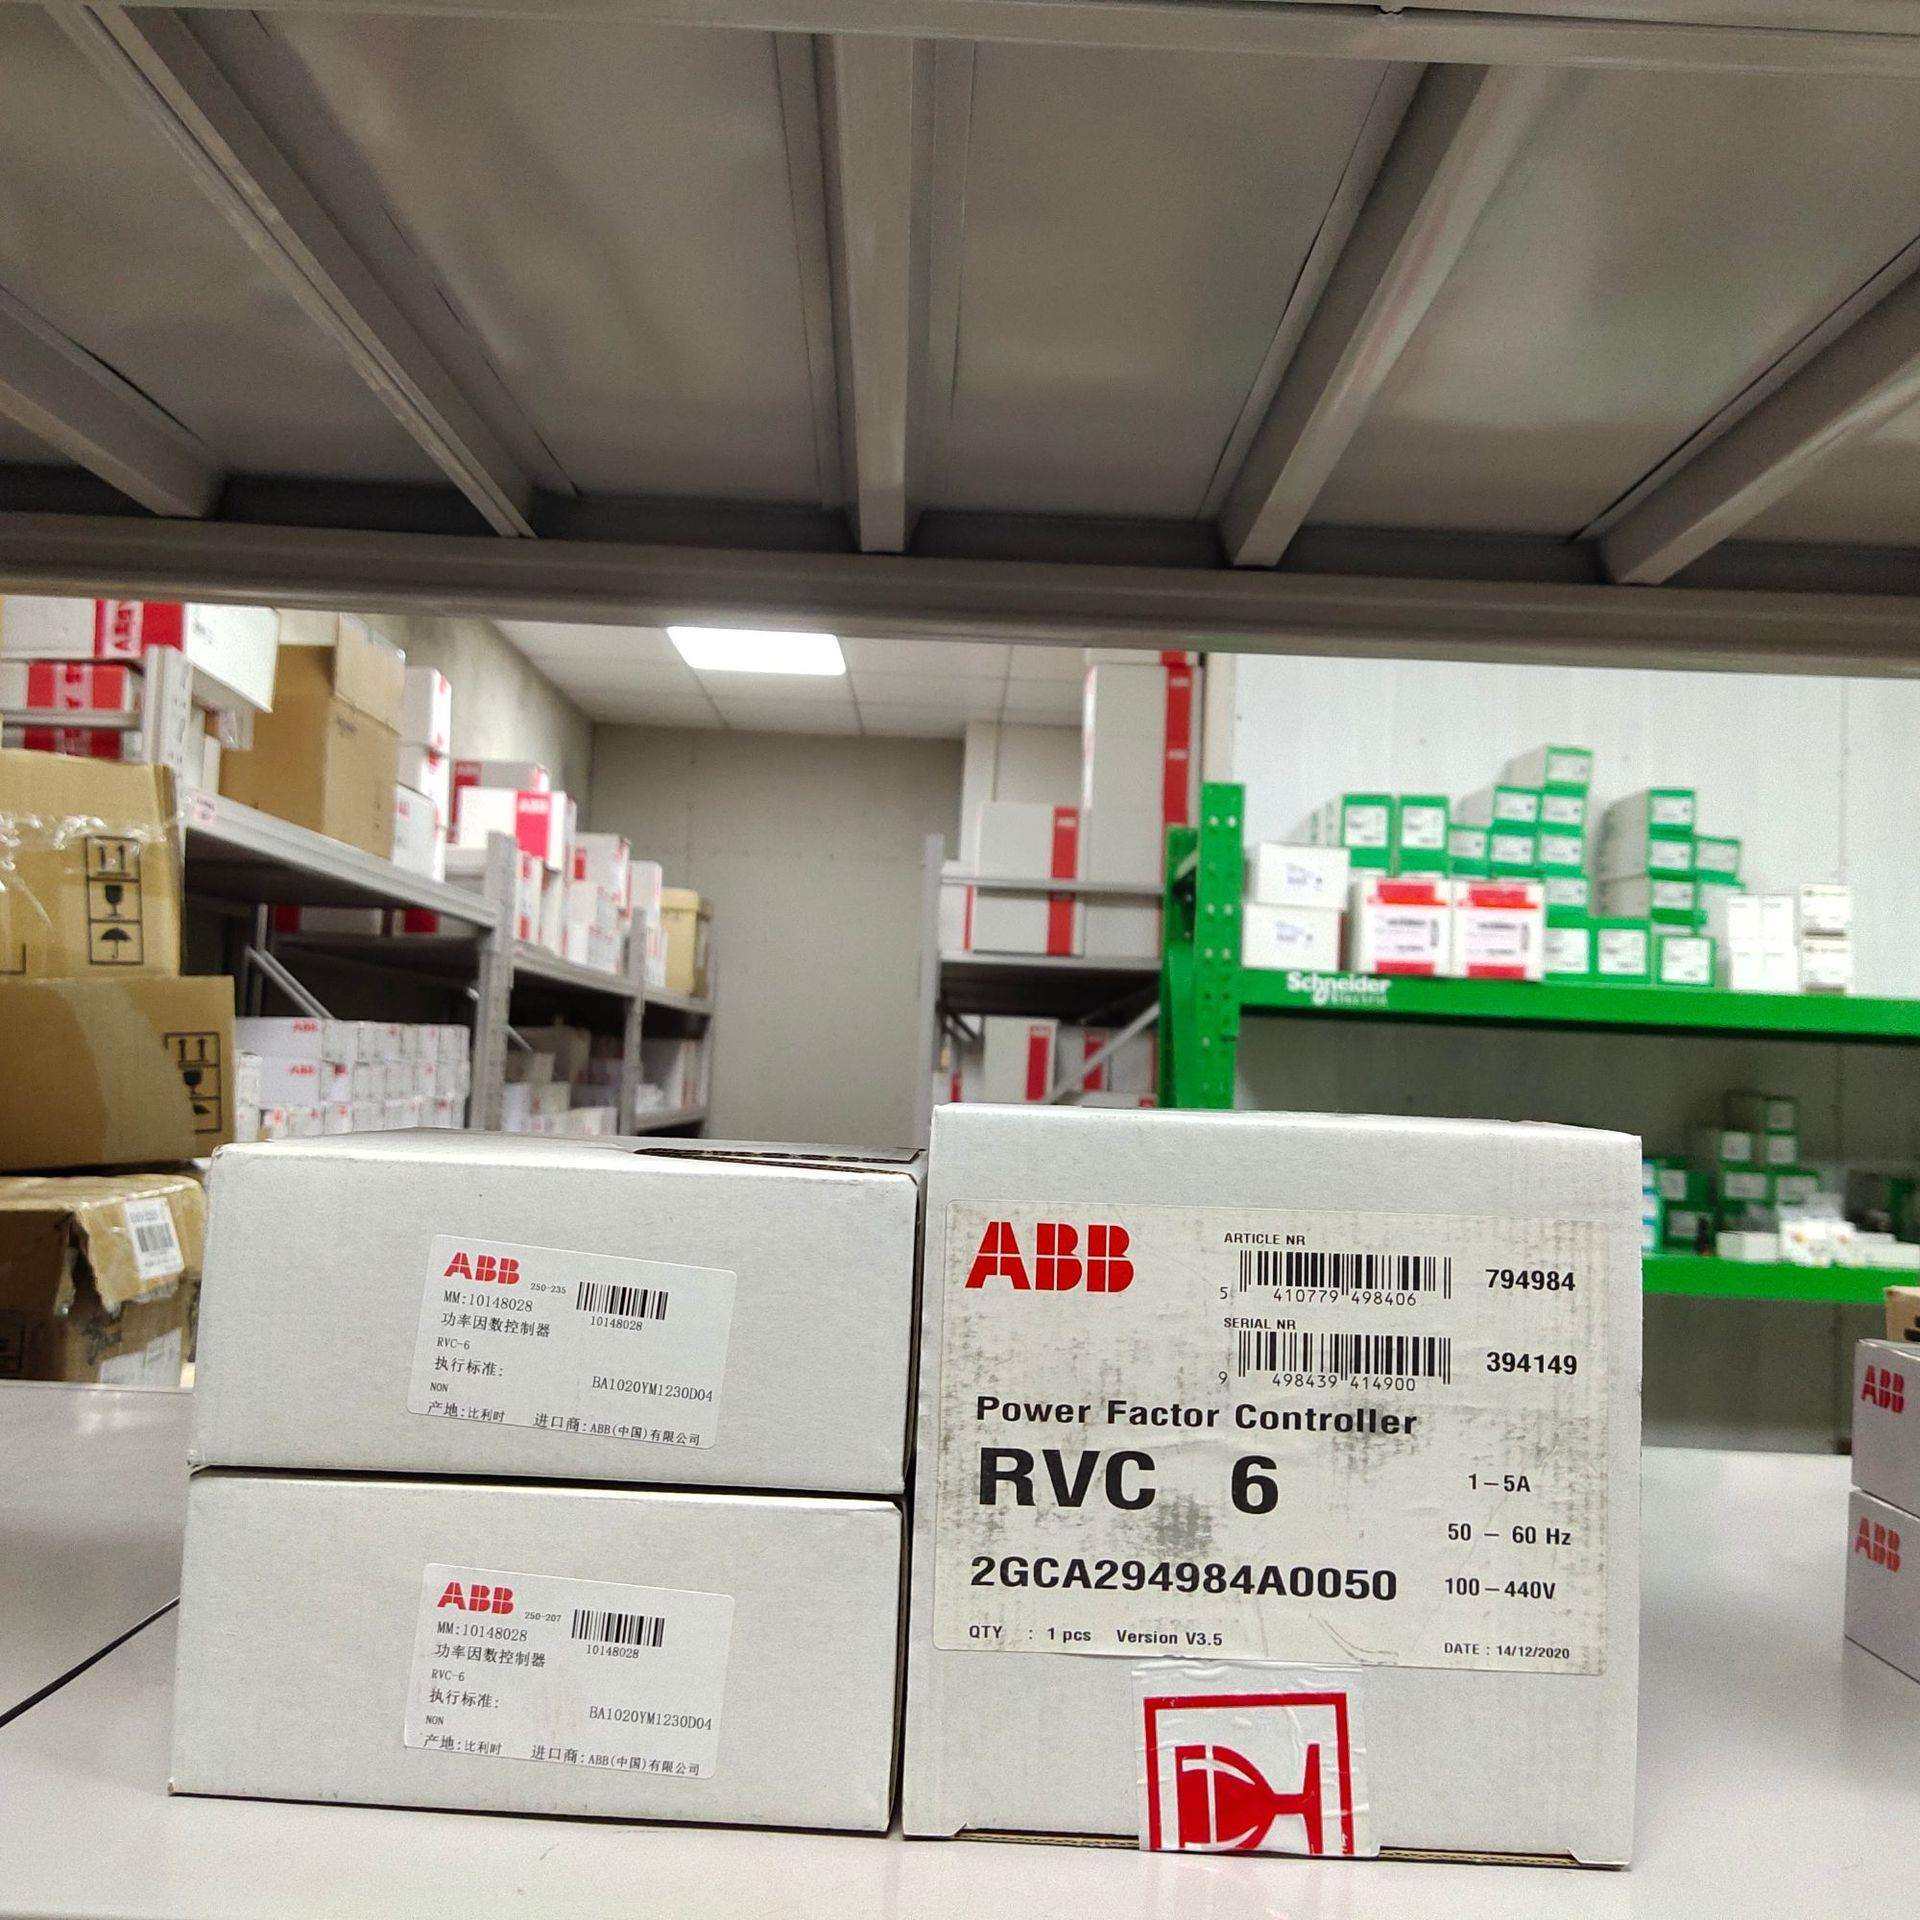 Schneider
Electric
ABB
250-235
MM:10148028
10148028
功率因数控制器
RVC-6
执行标准:
NON
BA1020YM1230D04
产地:比利时 进口商:ABB(中国)有限公司
ABB
250-207
MM:10148028
10148028
功率因数控制器
RVC-6
执行标准:
NON
BA1020YM1230D04
产地:比利时 进口商:ABB(中国)有限公司
ABB
ARTICLE NR
794984
5 410779 498406
SERIAL NR
394149
9 498439 414900
Power Factor Controller
RVC 6
1-5A
50 - 60 Hz
2GCA294984A0050
100-440V
QTY : 1 pcs Version V3.5
DATE : 14/12/2020
ABB
ABB
ABB
ABB
ABB
ABB